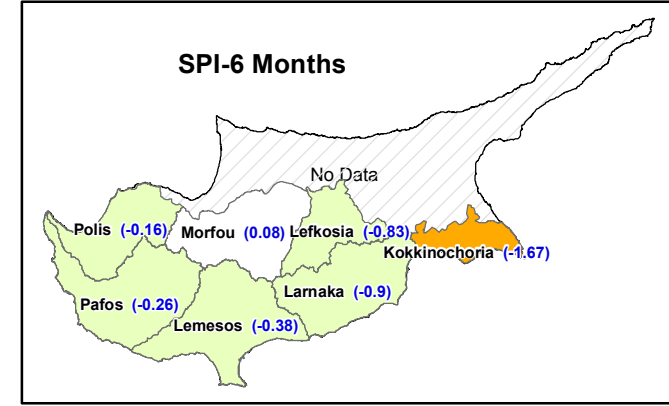 SPI-6 Months
No Data
Polis (-0.16)
Morfou (0.08)
Lefkosia (-0.83)
Kokkinochoria (-1.67)
Larnaka (-0.9)
Pafos (-0.26)
Lemesos (-0.38)